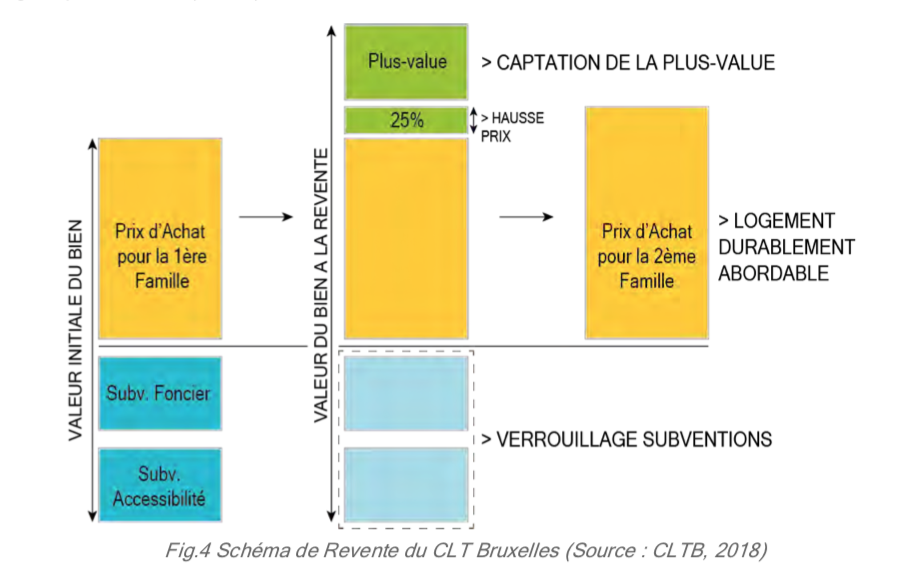 Plus-value
> CAPTATION DE LA PLUS-VALUE
25%
> HAUSSE
PRIX
VALEUR INITIALE DU BIEN
Prix d'Achat
pour la 1ère
Famille
VALEUR DU BIEN A LA REVENTE
Prix d'Achat
pour la 2ème
Famille
> LOGEMENT
DURABLEMENT
ABORDABLE
Subv. Foncier
Subv.
Accessibilité
> VERROUILLAGE SUBVENTIONS
Fig.4 Schéma de Revente du CLT Bruxelles (Source : CLTB, 2018)